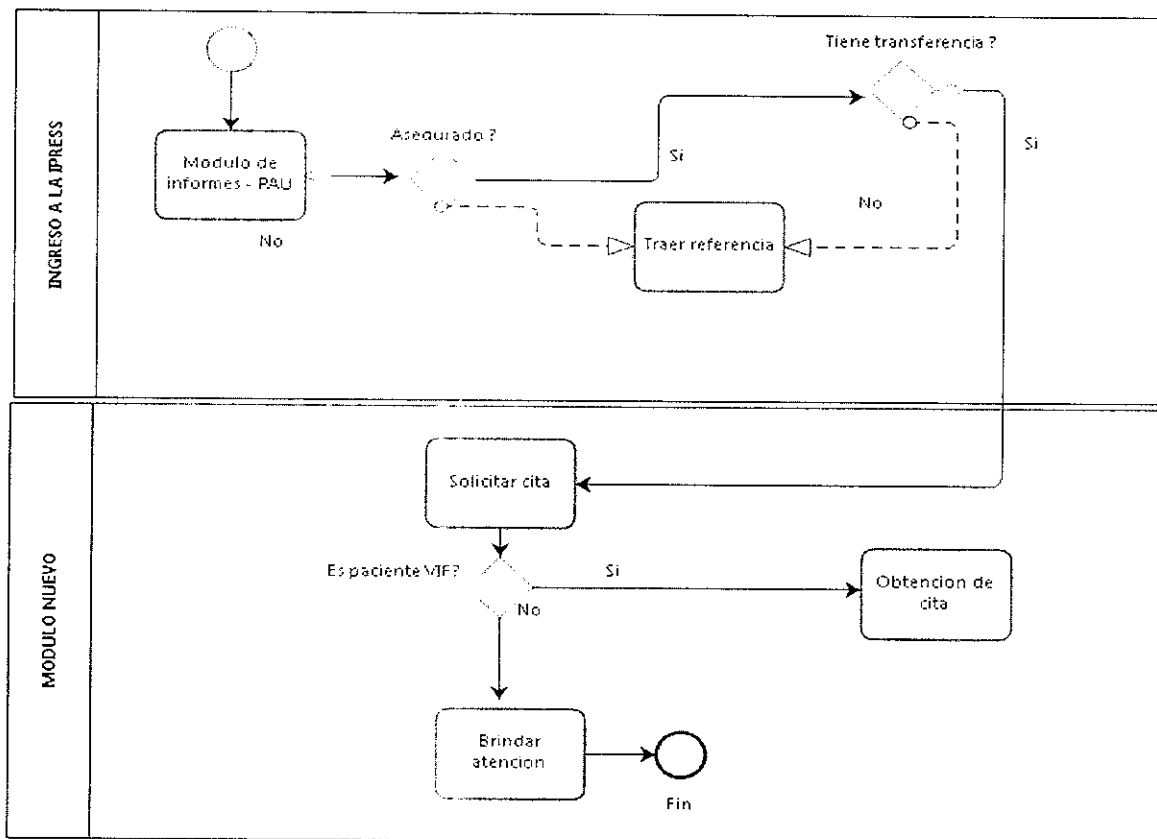 INGRESO A LA IPRESS
Tiene transferencia ?
Asegurado ?
Si
Si
Modulo de
informes - PAU
No
No
Traer referencia
MODULO NUEVO
Solicitar cita
Es paciente VIF?
Si
No
Obtencion de
cita
Brindar
atencion
Fin